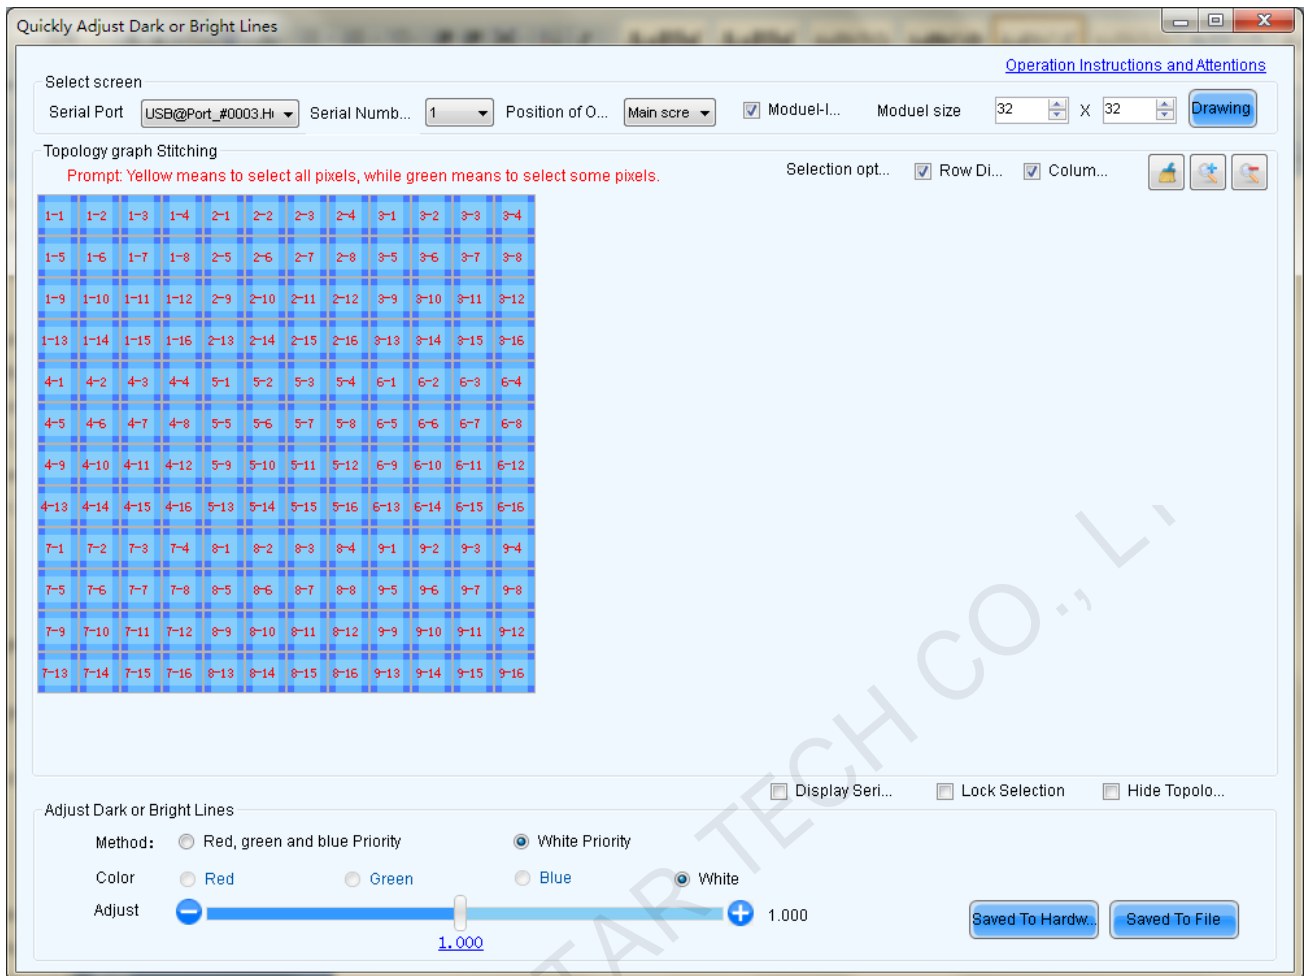 Quickly Adjust Dark or Bright Lines
Operation Instructions and Attentions
Select screen
Serial Port USB@Port_#0003.H Serial Numb... 1 Position of O... Main scre Moduel-I... Moduel size 32 X 32 Drawing
Topology graph Stitching
Prompt: Yellow means to select all pixels, while green means to select some pixels.
Selection opt... Row Di... Colum...
1-1 1-2 1-3 1-4 2-1 2-2 2-3 2-4 3-1 3-2 3-3 3-4
1-5 1-6 1-7 1-8 2-5 2-6 2-7 2-8 3-5 3-6 3-7 3-8
1-9 1-10 1-11 1-12 2-9 2-10 2-11 2-12 3-9 3-10 3-11 3-12
1-13 1-14 1-15 1-16 2-13 2-14 2-15 2-16 3-13 3-14 3-15 3-16
4-1 4-2 4-3 4-4 5-1 5-2 5-3 5-4 6-1 6-2 6-3 6-4
4-5 4-6 4-7 4-8 5-5 5-6 5-7 5-8 6-5 6-6 6-7 6-8
4-9 4-10 4-11 4-12 5-9 5-10 5-11 5-12 6-9 6-10 6-11 6-12
4-13 4-14 4-15 4-16 5-13 5-14 5-15 5-16 6-13 6-14 6-15 6-16
7-1 7-2 7-3 7-4 8-1 8-2 8-3 8-4 9-1 9-2 9-3 9-4
7-5 7-6 7-7 7-8 8-5 8-6 8-7 8-8 9-5 9-6 9-7 9-8
7-9 7-10 7-11 7-12 8-9 8-10 8-11 8-12 9-9 9-10 9-11 9-12
7-13 7-14 7-15 7-16 8-13 8-14 8-15 8-16 9-13 9-14 9-15 9-16
Display Seri... Lock Selection Hide Topolo...
Adjust Dark or Bright Lines
Method: Red, green and blue Priority White Priority
Color Red Green Blue White
Adjust 1.000
1.000
Saved To Hardw... Saved To File
TAR TECH CO., L